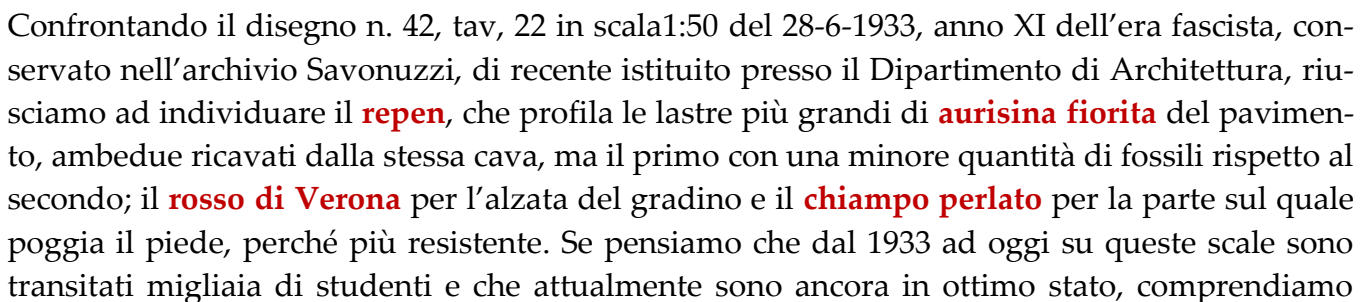 Confrontando il disegno n. 42, tav, 22 in scala1:50 del 28-6-1933, anno XI dell’era fascista, con-
servato nell’archivio Savonuzzi, di recente istituito presso il Dipartimento di Architettura, riu-
sciamo ad individuare il repen, che profila le lastre più grandi di aurisina fiorita del pavimen-
to, ambedue ricavati dalla stessa cava, ma il primo con una minore quantità di fossili rispetto al
secondo; il rosso di Verona per l’alzata del gradino e il chiampo perlato per la parte sul quale
poggia il piede, perché più resistente. Se pensiamo che dal 1933 ad oggi su queste scale sono
transitati migliaia di studenti e che attualmente sono ancora in ottimo stato, comprendiamo